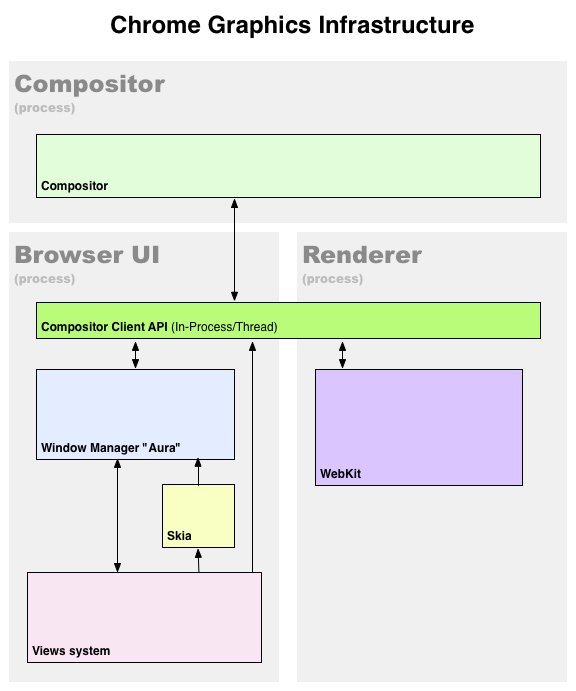 Chrome Graphics Infrastructure
Compositor
(process)
Compositor
Browser UI
(process)
Renderer
(process)
Compositor Client API (In-Process/Thread)
Window Manager "Aura"
WebKit
Skia
Views system